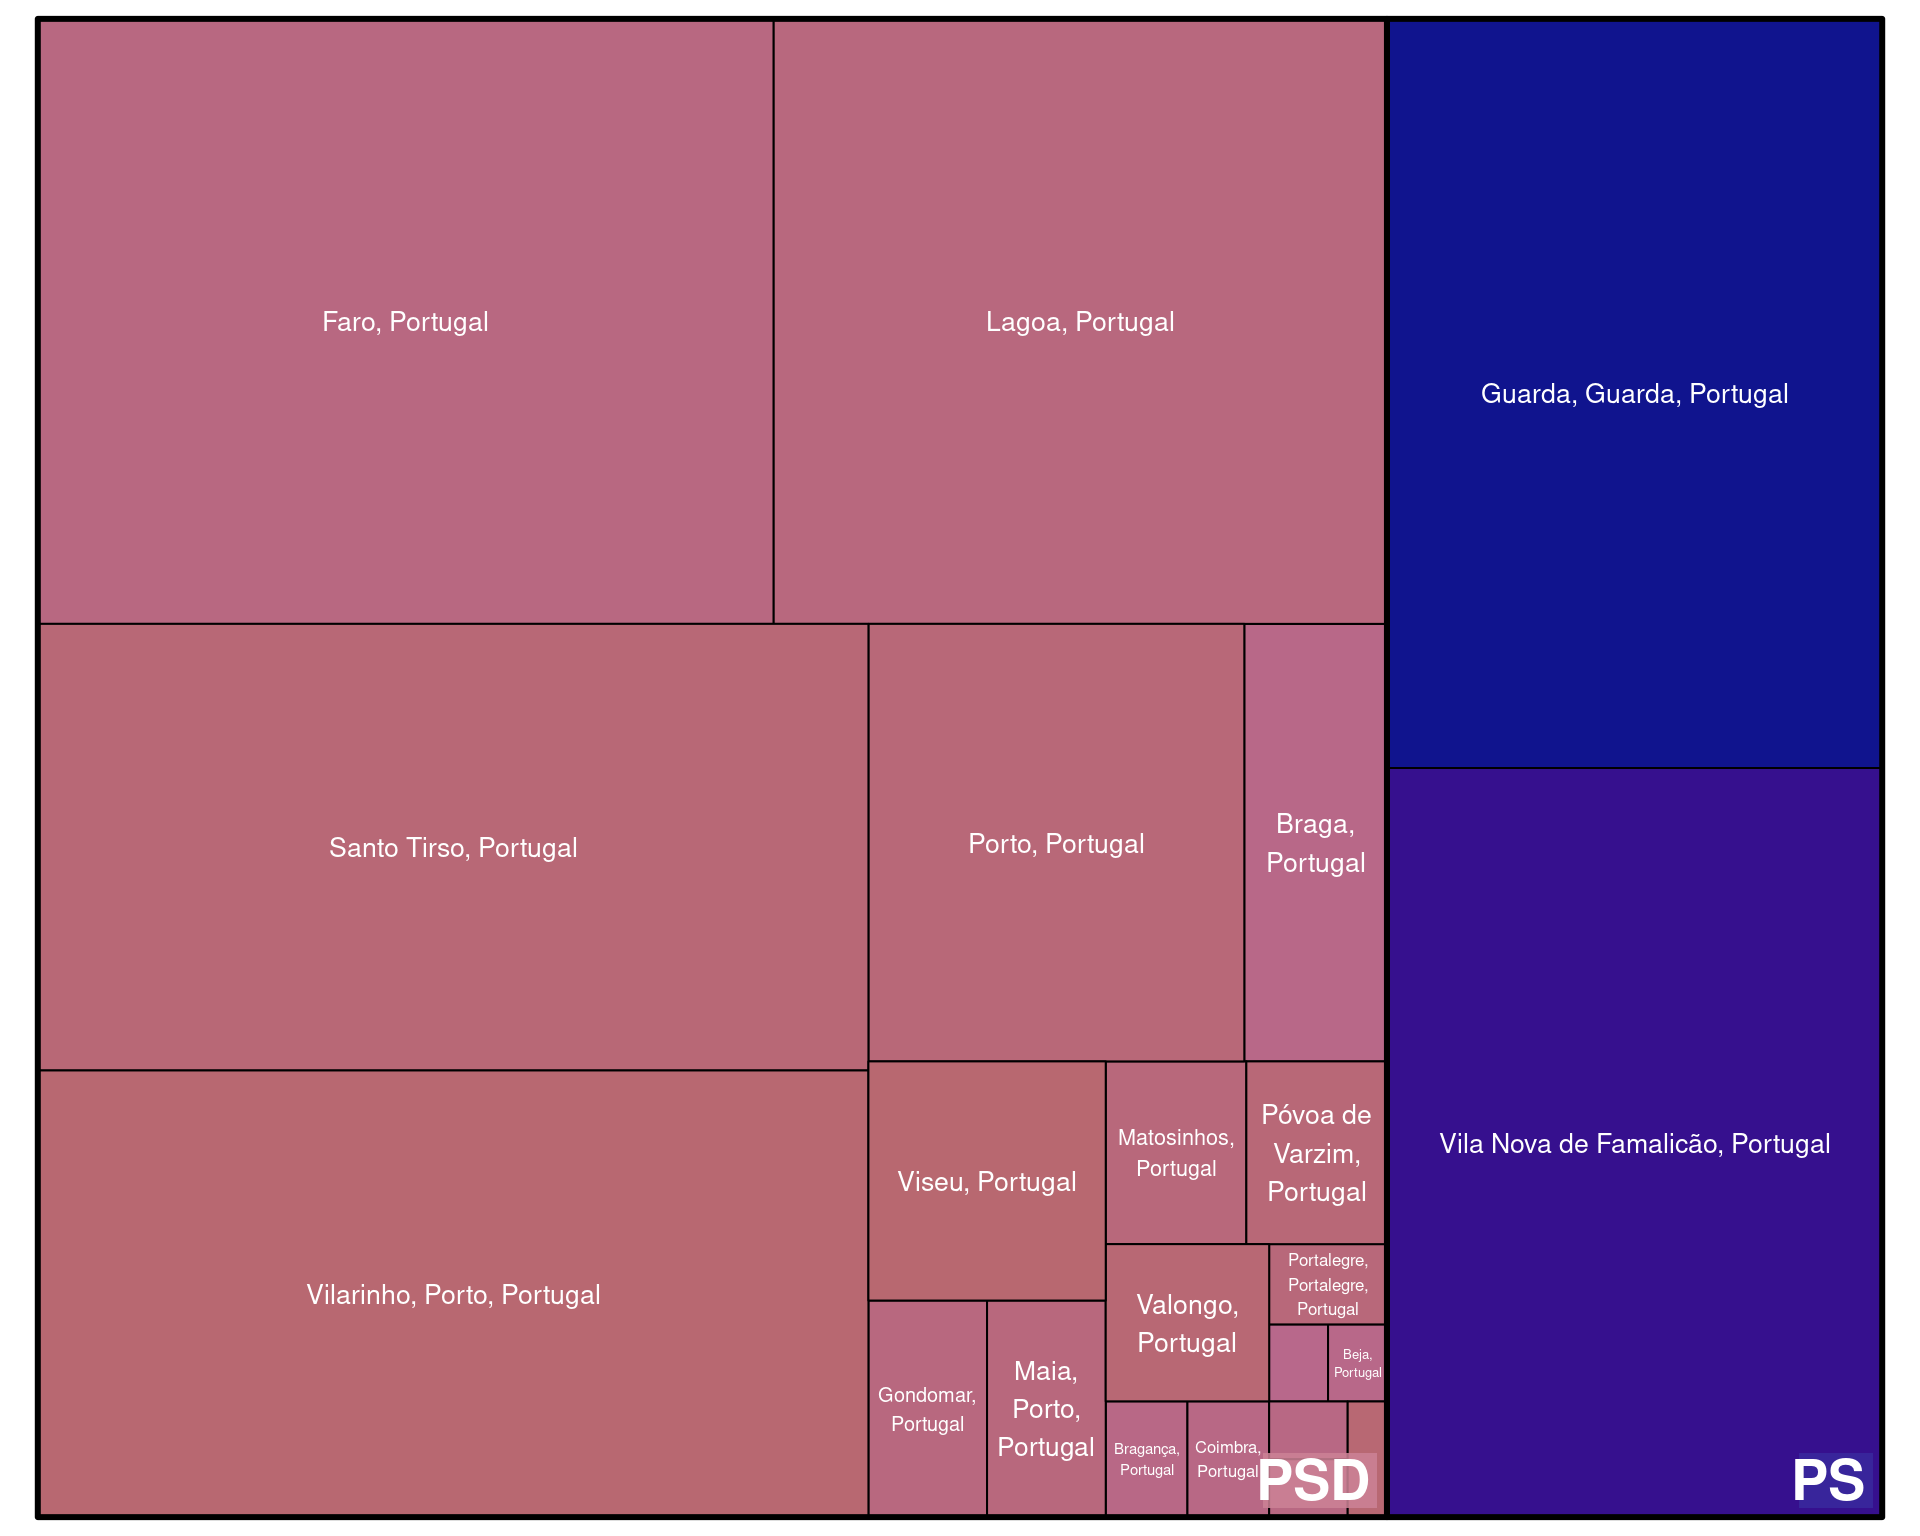 Faro, Portugal
Lagoa, Portugal
Guarda, Guarda, Portugal
Santo Tirso, Portugal
Porto, Portugal
Braga,
Portugal
Vilarinho, Porto, Portugal
Viseu, Portugal
Matosinhos,
Portugal
Póvoa de
Varzim,
Portugal
Vila Nova de Famalicão, Portugal
Gondomar,
Portugal
Maia,
Porto,
Portugal
Valongo,
Portugal
Portalegre,
Portalegre,
Portugal
Beja,
Portugal
Bragança,
Portugal
Coimbra,
Portugal
PSD
PS